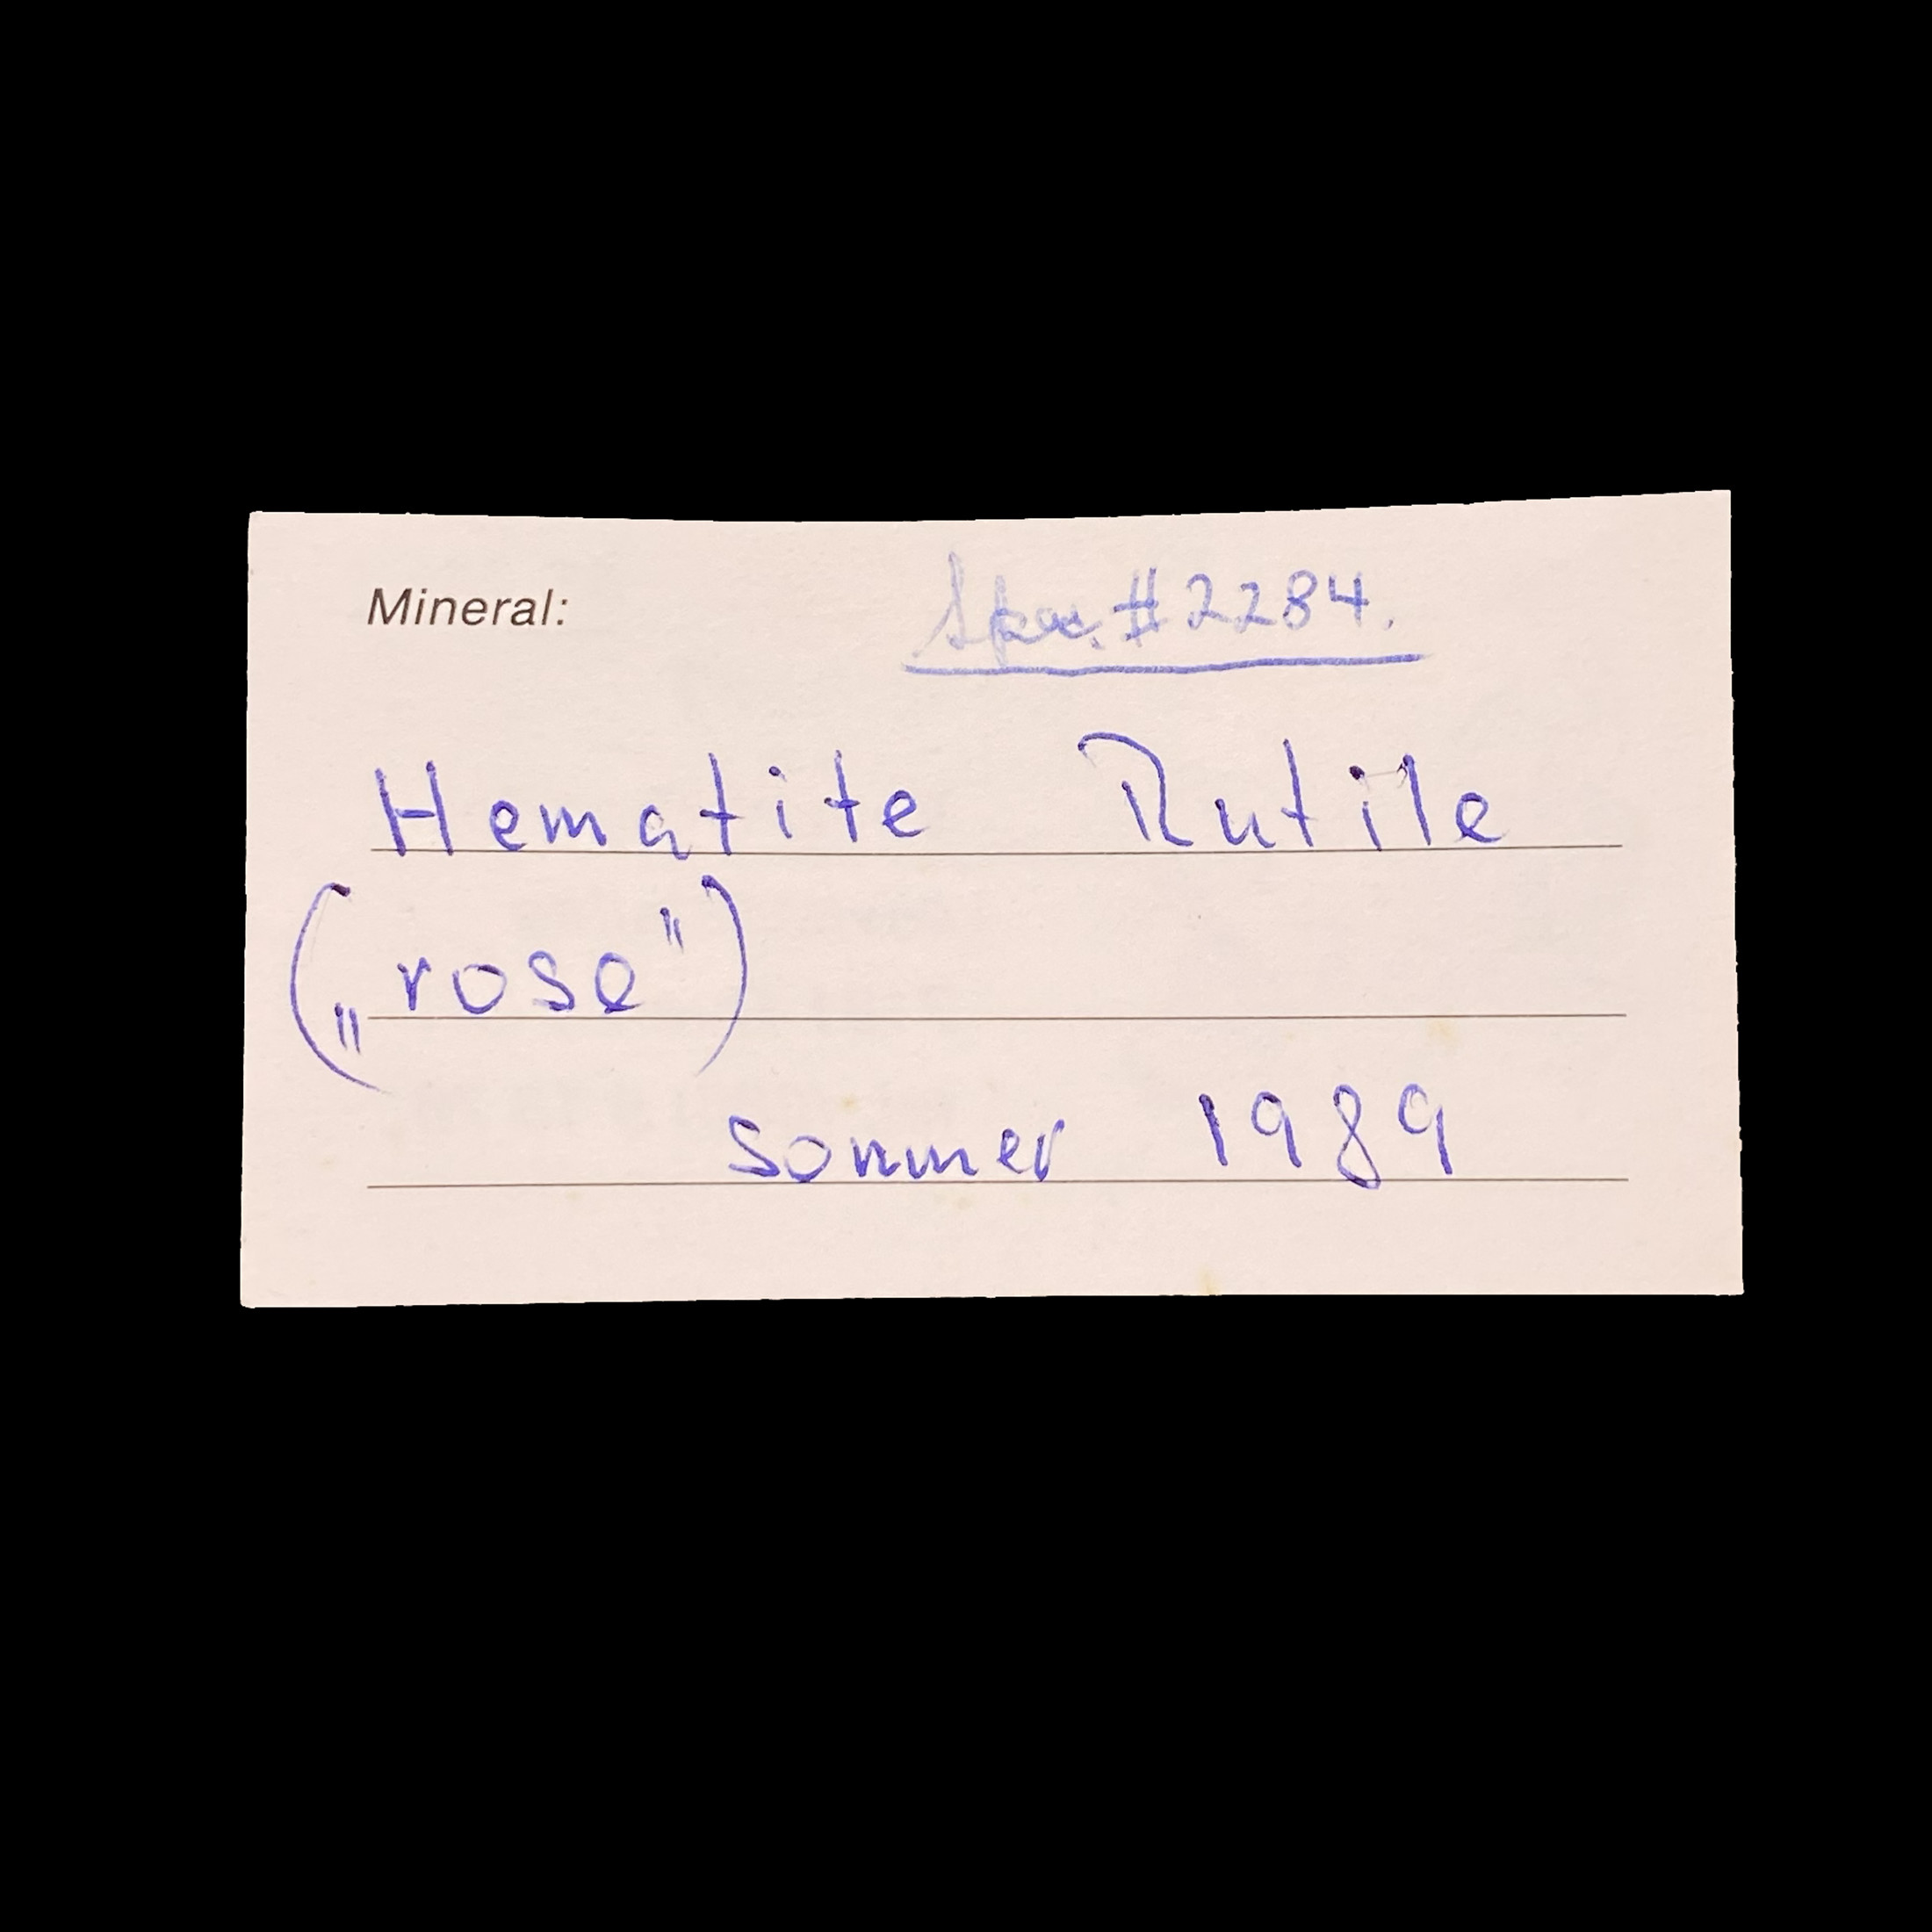 Mineral:
Spec. #2284.
Hematite Rutile
(„rose")
sommer 1989